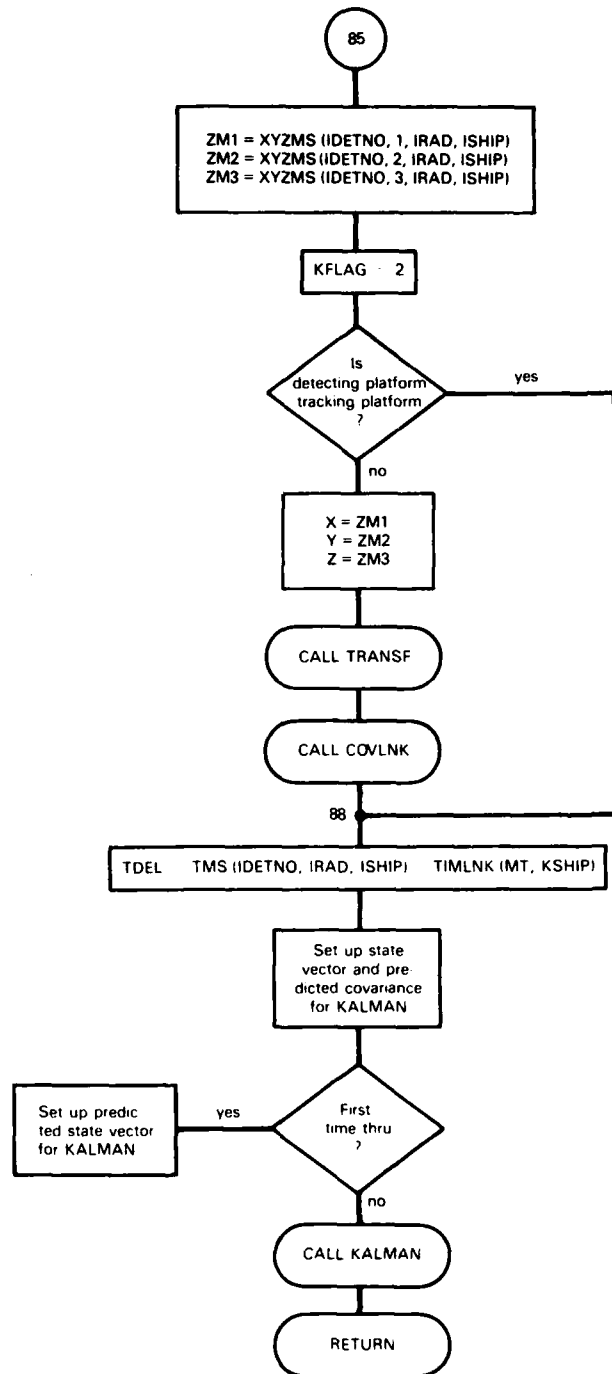 85
ZM1 = XYZMS (IDETNO, 1, IRAD, ISHIP)
ZM2 = XYZMS (IDETNO, 2, IRAD, ISHIP)
ZM3 = XYZMS (IDETNO, 3, IRAD, ISHIP)
KFLAG - 2
Is
detecting platform
tracking platform
?
yes
no
X = ZM1
Y = ZM2
Z = ZM3
CALL TRANSF
CALL COVLNK
88
TDEL TMS (IDETNO, IRAD, ISHIP) TIMLNK (MT, KSHIP)
Set up state
vector and pre-
dicted covariance
for KALMAN
Set up predic
ted state vector
for KALMAN
yes
First
time thru
?
no
CALL KALMAN
RETURN